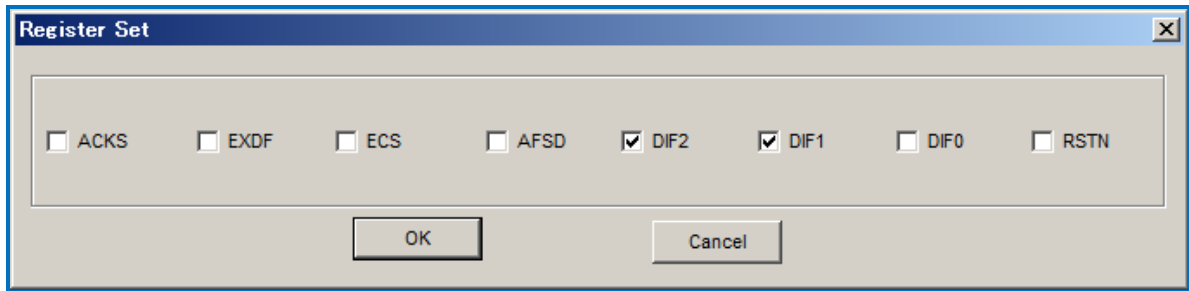 Register Set
ACKS EXDF ECS AFSD DIF2 DIF1 DIF0 RSTN
OK Cancel